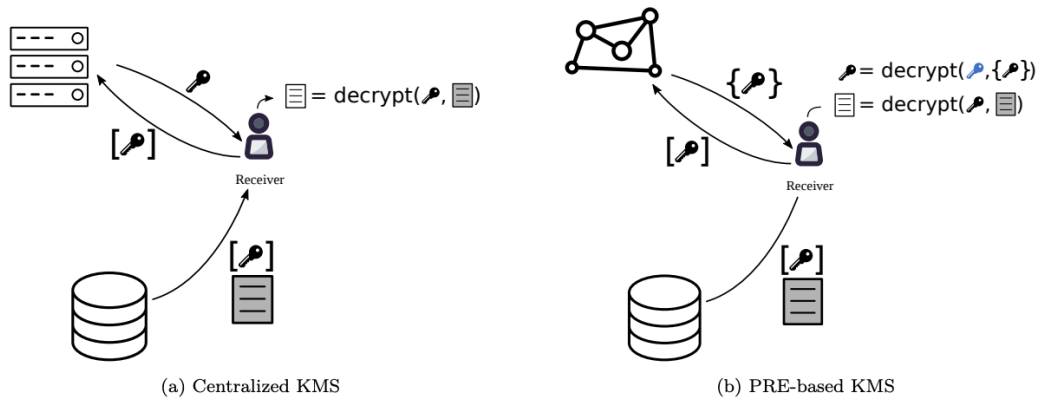 { }
= decrypt( ,{ })
= decrypt( , )
[ ]
Receiver
[ ]
(a) Centralized KMS
= decrypt( , )
[ ]
Receiver
[ ]
(b) PRE-based KMS